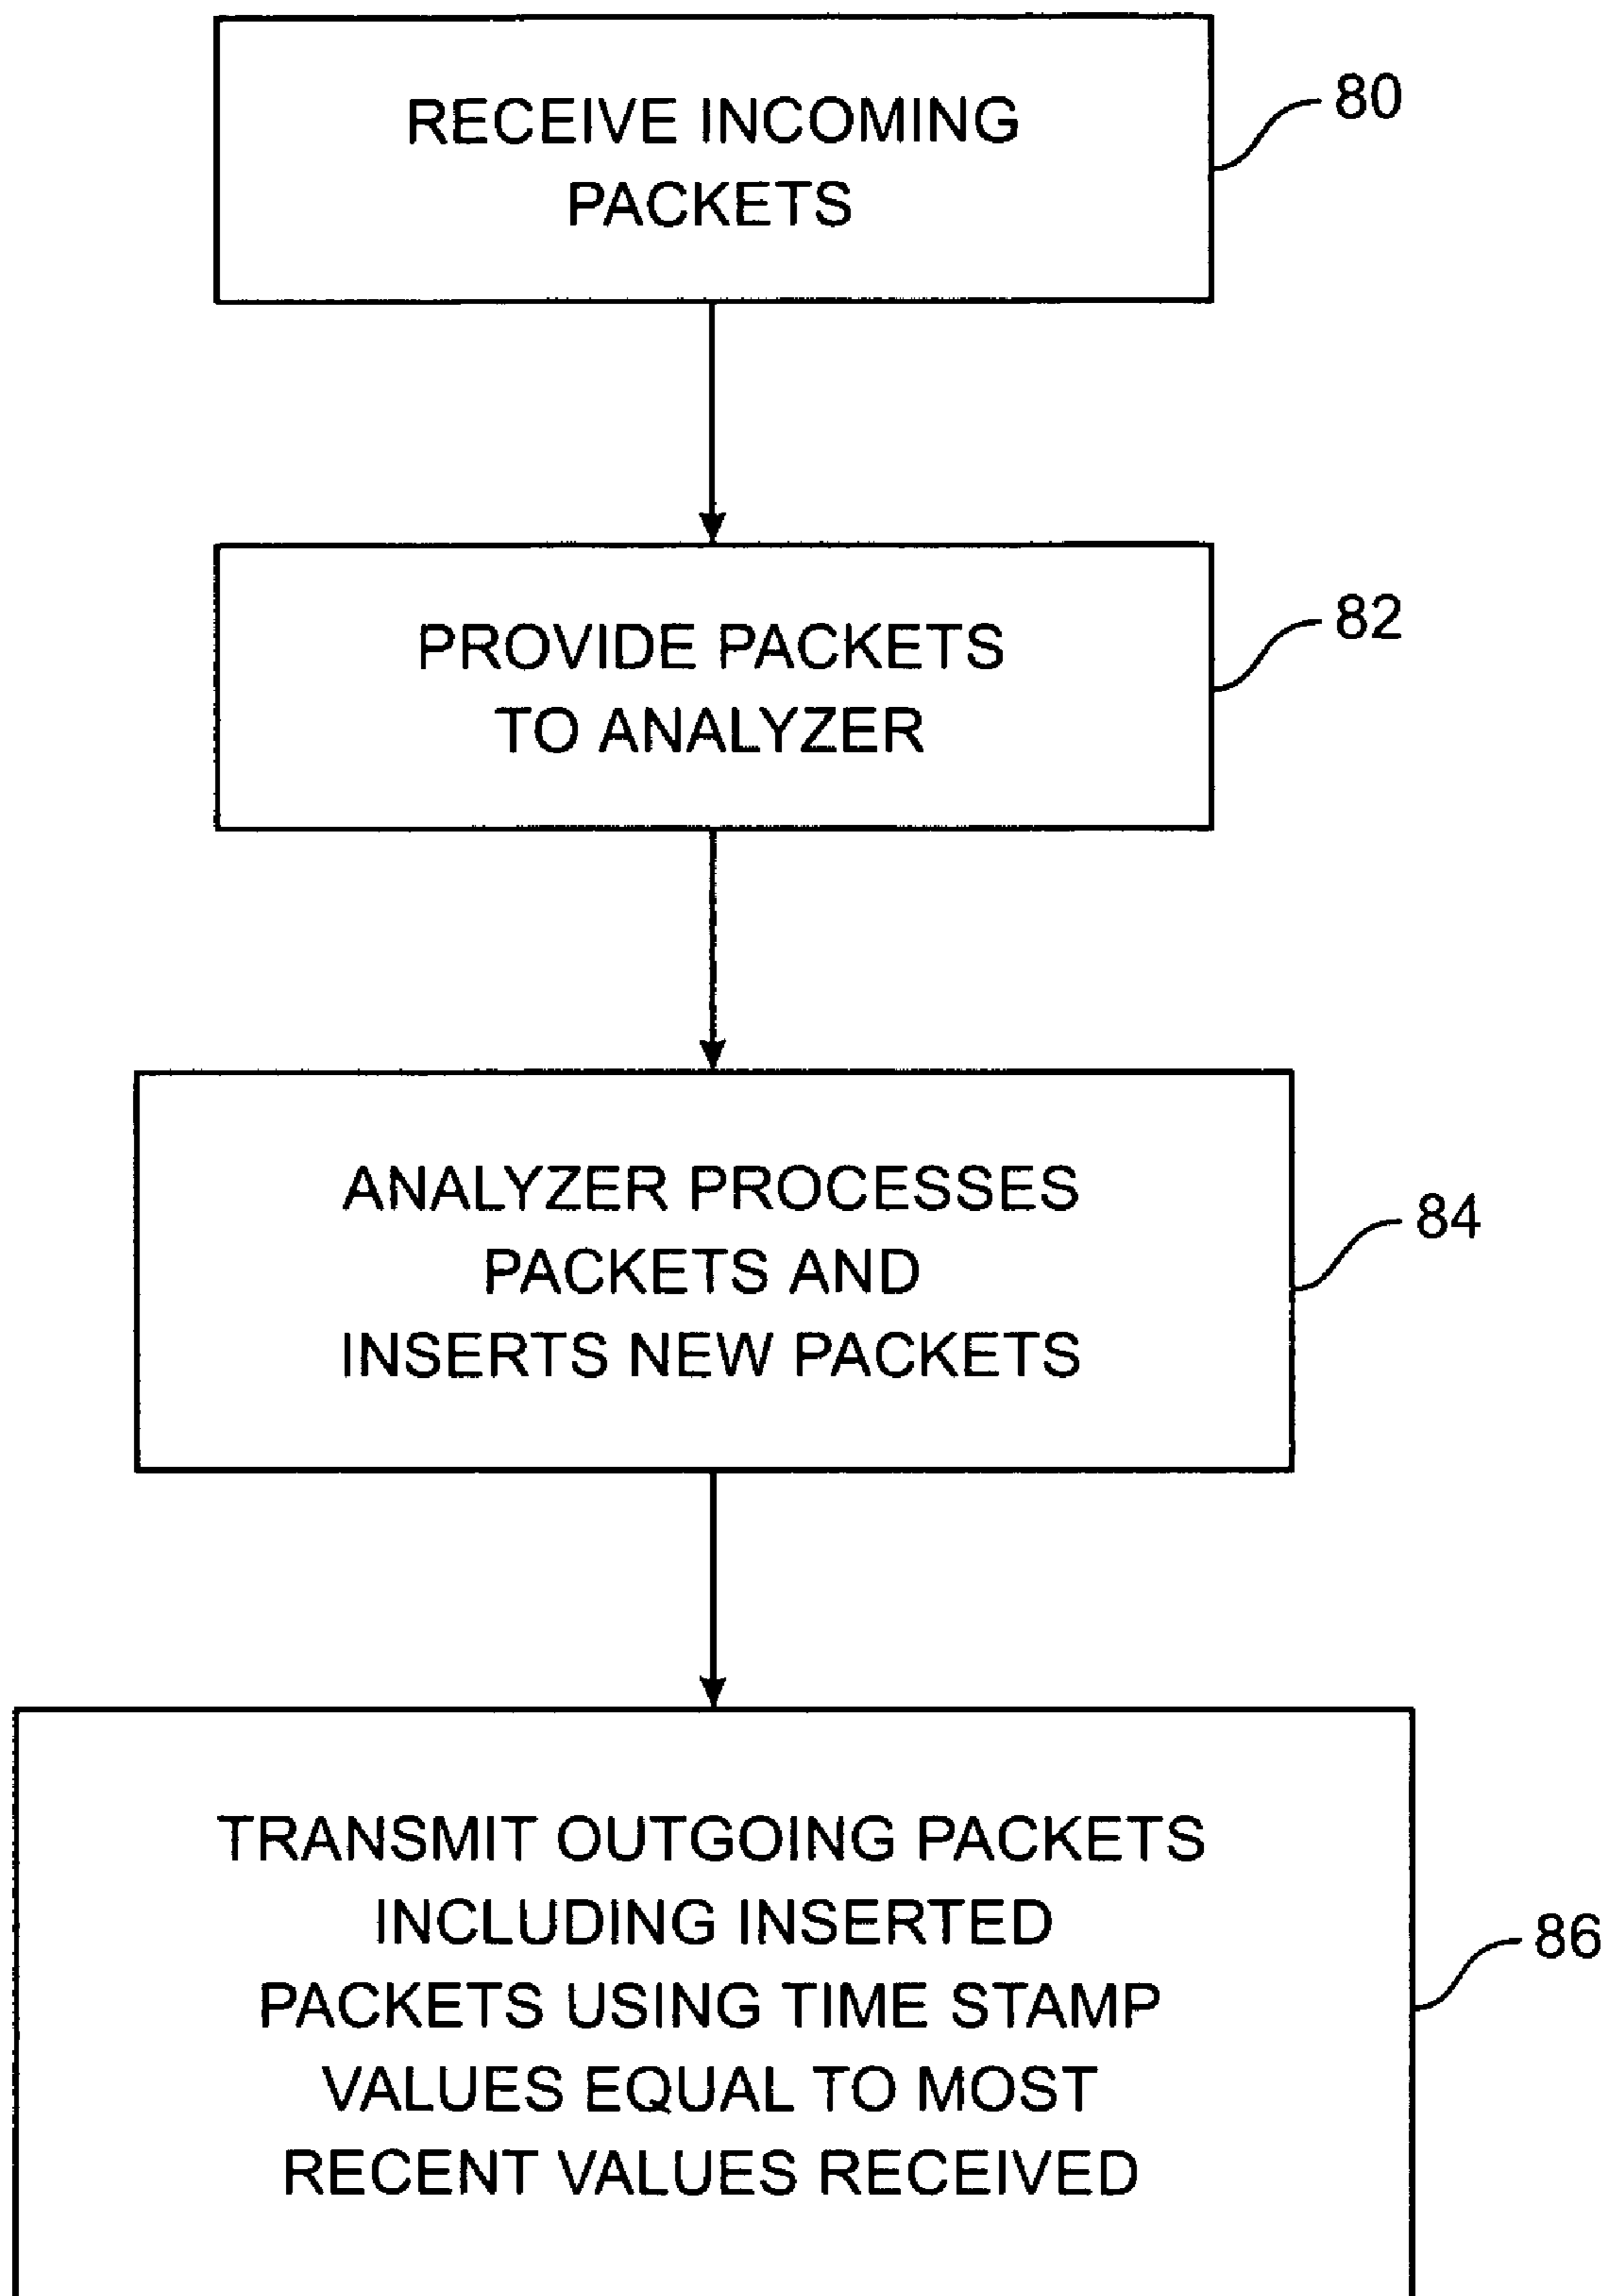 RECEIVE INCOMING
PACKETS
80
PROVIDE PACKETS
TO ANALYZER
82
ANALYZER PROCESSES
PACKETS AND
INSERTS NEW PACKETS
84
TRANSMIT OUTGOING PACKETS
INCLUDING INSERTED
PACKETS USING TIME STAMP
VALUES EQUAL TO MOST
RECENT VALUES RECEIVED
86